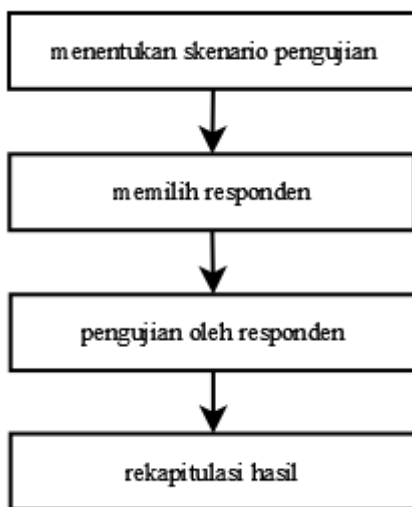 menentukan skenario pengujian
memilih responden
pengujian oleh responden
rekapitulasi hasil